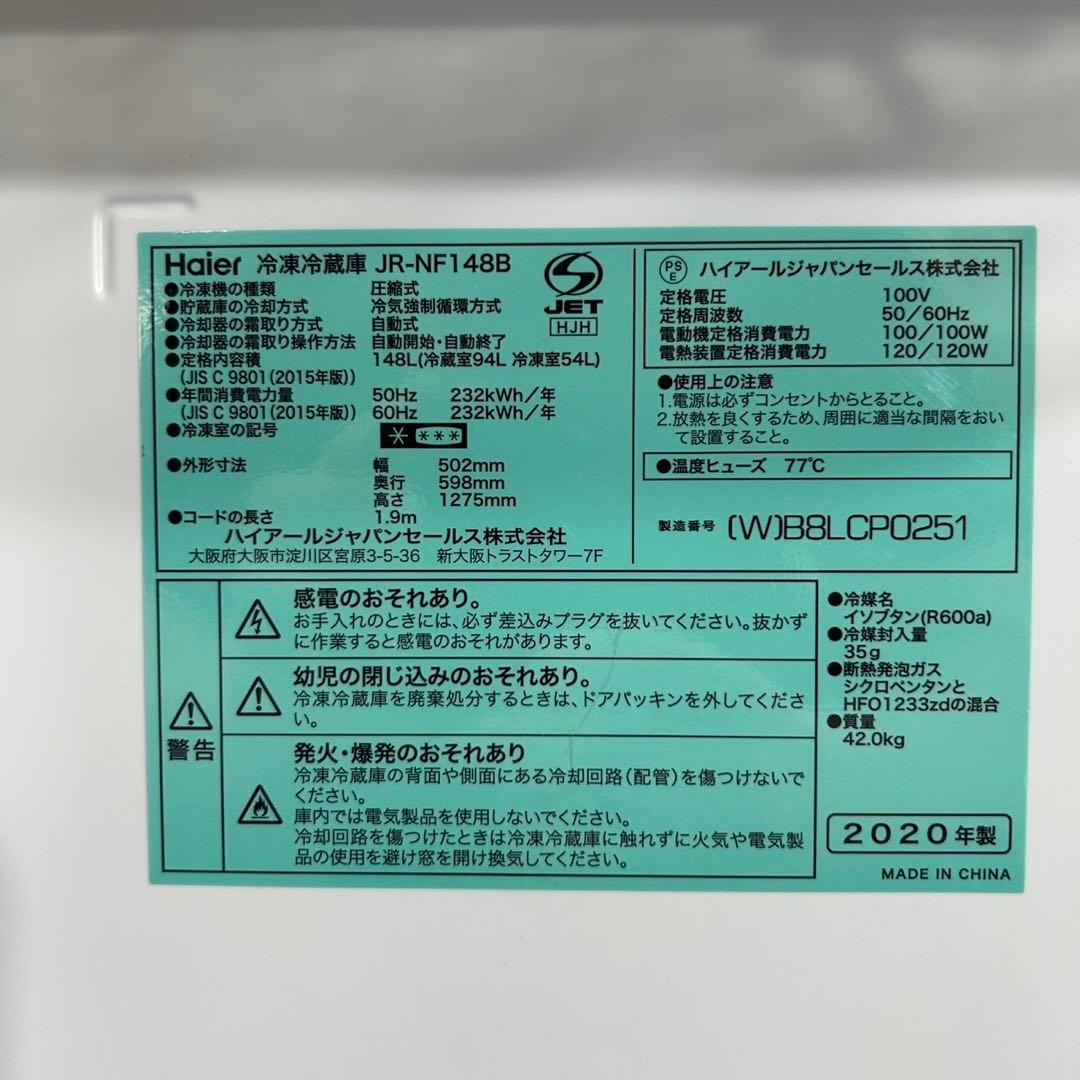 Haier 冷凍冷蔵庫 JR-NF148B
●冷凍機の種類 圧縮式
●貯蔵庫の冷却方式 冷気強制循環方式
●冷却器の霜取り方式 自動式
●冷却器の霜取り操作方法 自動開始・自動終了
●定格内容積 148L(冷蔵室94L 冷凍室54L)
(JIS C 9801(2015年版))
●年間消費電力量 50Hz 232kWh/年
(JIS C 9801(2015年版)) 60Hz 232kWh/年
●冷凍室の記号
●外形寸法 幅 502mm
奥行 598mm
高さ 1275mm
●コードの長さ 1.9m
ハイアールジャパンセールス株式会社
大阪府大阪市淀川区宮原3-5-36 新大阪トラストタワー7F
JET
HJH
PS
E
ハイアールジャパンセールス株式会社
定格電圧 100V
定格周波数 50/60Hz
電動機定格消費電力 100/100W
電熱装置定格消費電力 120/120W
●使用上の注意
1.電源は必ずコンセントからとること。
2.放熱を良くするため、周囲に適当な間隔をおい
て設置すること。
●温度ヒューズ 77℃
製造番号 (W)B8LCP0251
警告
感電のおそれあり。
お手入れのときには、必ず差込みプラグを抜いてください。抜かず
に作業すると感電のおそれがあります。
幼児の閉じ込めのおそれあり。
冷凍冷蔵庫を廃棄処分するときは、ドアパッキンを外してくださ
い。
発火・爆発のおそれあり
冷凍冷蔵庫の背面や側面にある冷却回路(配管)を傷つけないで
ください。
庫内では電気製品を使用しないでください。
冷却回路を傷つけたときは冷凍冷蔵庫に触れずに火気や電気製
品の使用を避け窓を開け換気してください。
●冷媒名
イソブタン(R600a)
●冷媒封入量
35g
●断熱発泡ガス
シクロペンタンと
HFO1233zdの混合
●質量
42.0kg
2020年製
MADE IN CHINA